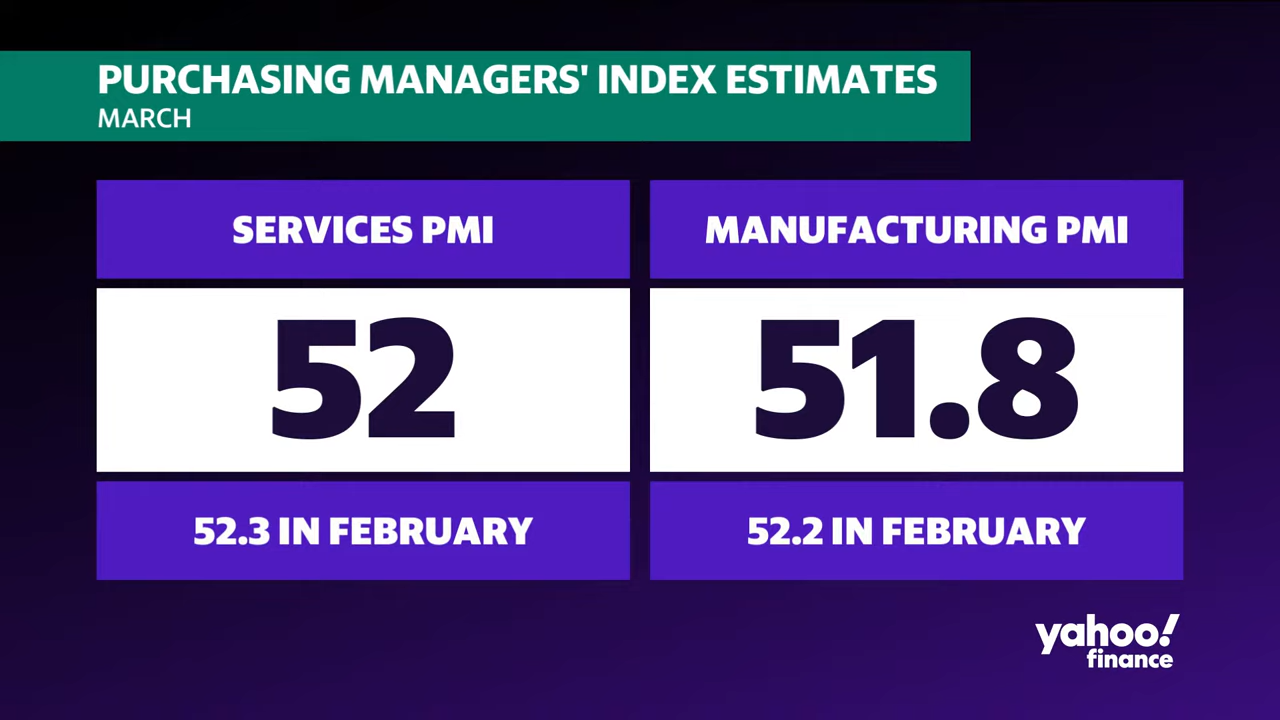 PURCHASING MANAGERS' INDEX ESTIMATES
MARCH
SERVICES PMI
52
52.3 IN FEBRUARY
MANUFACTURING PMI
51.8
52.2 IN FEBRUARY
yahoo!
finance